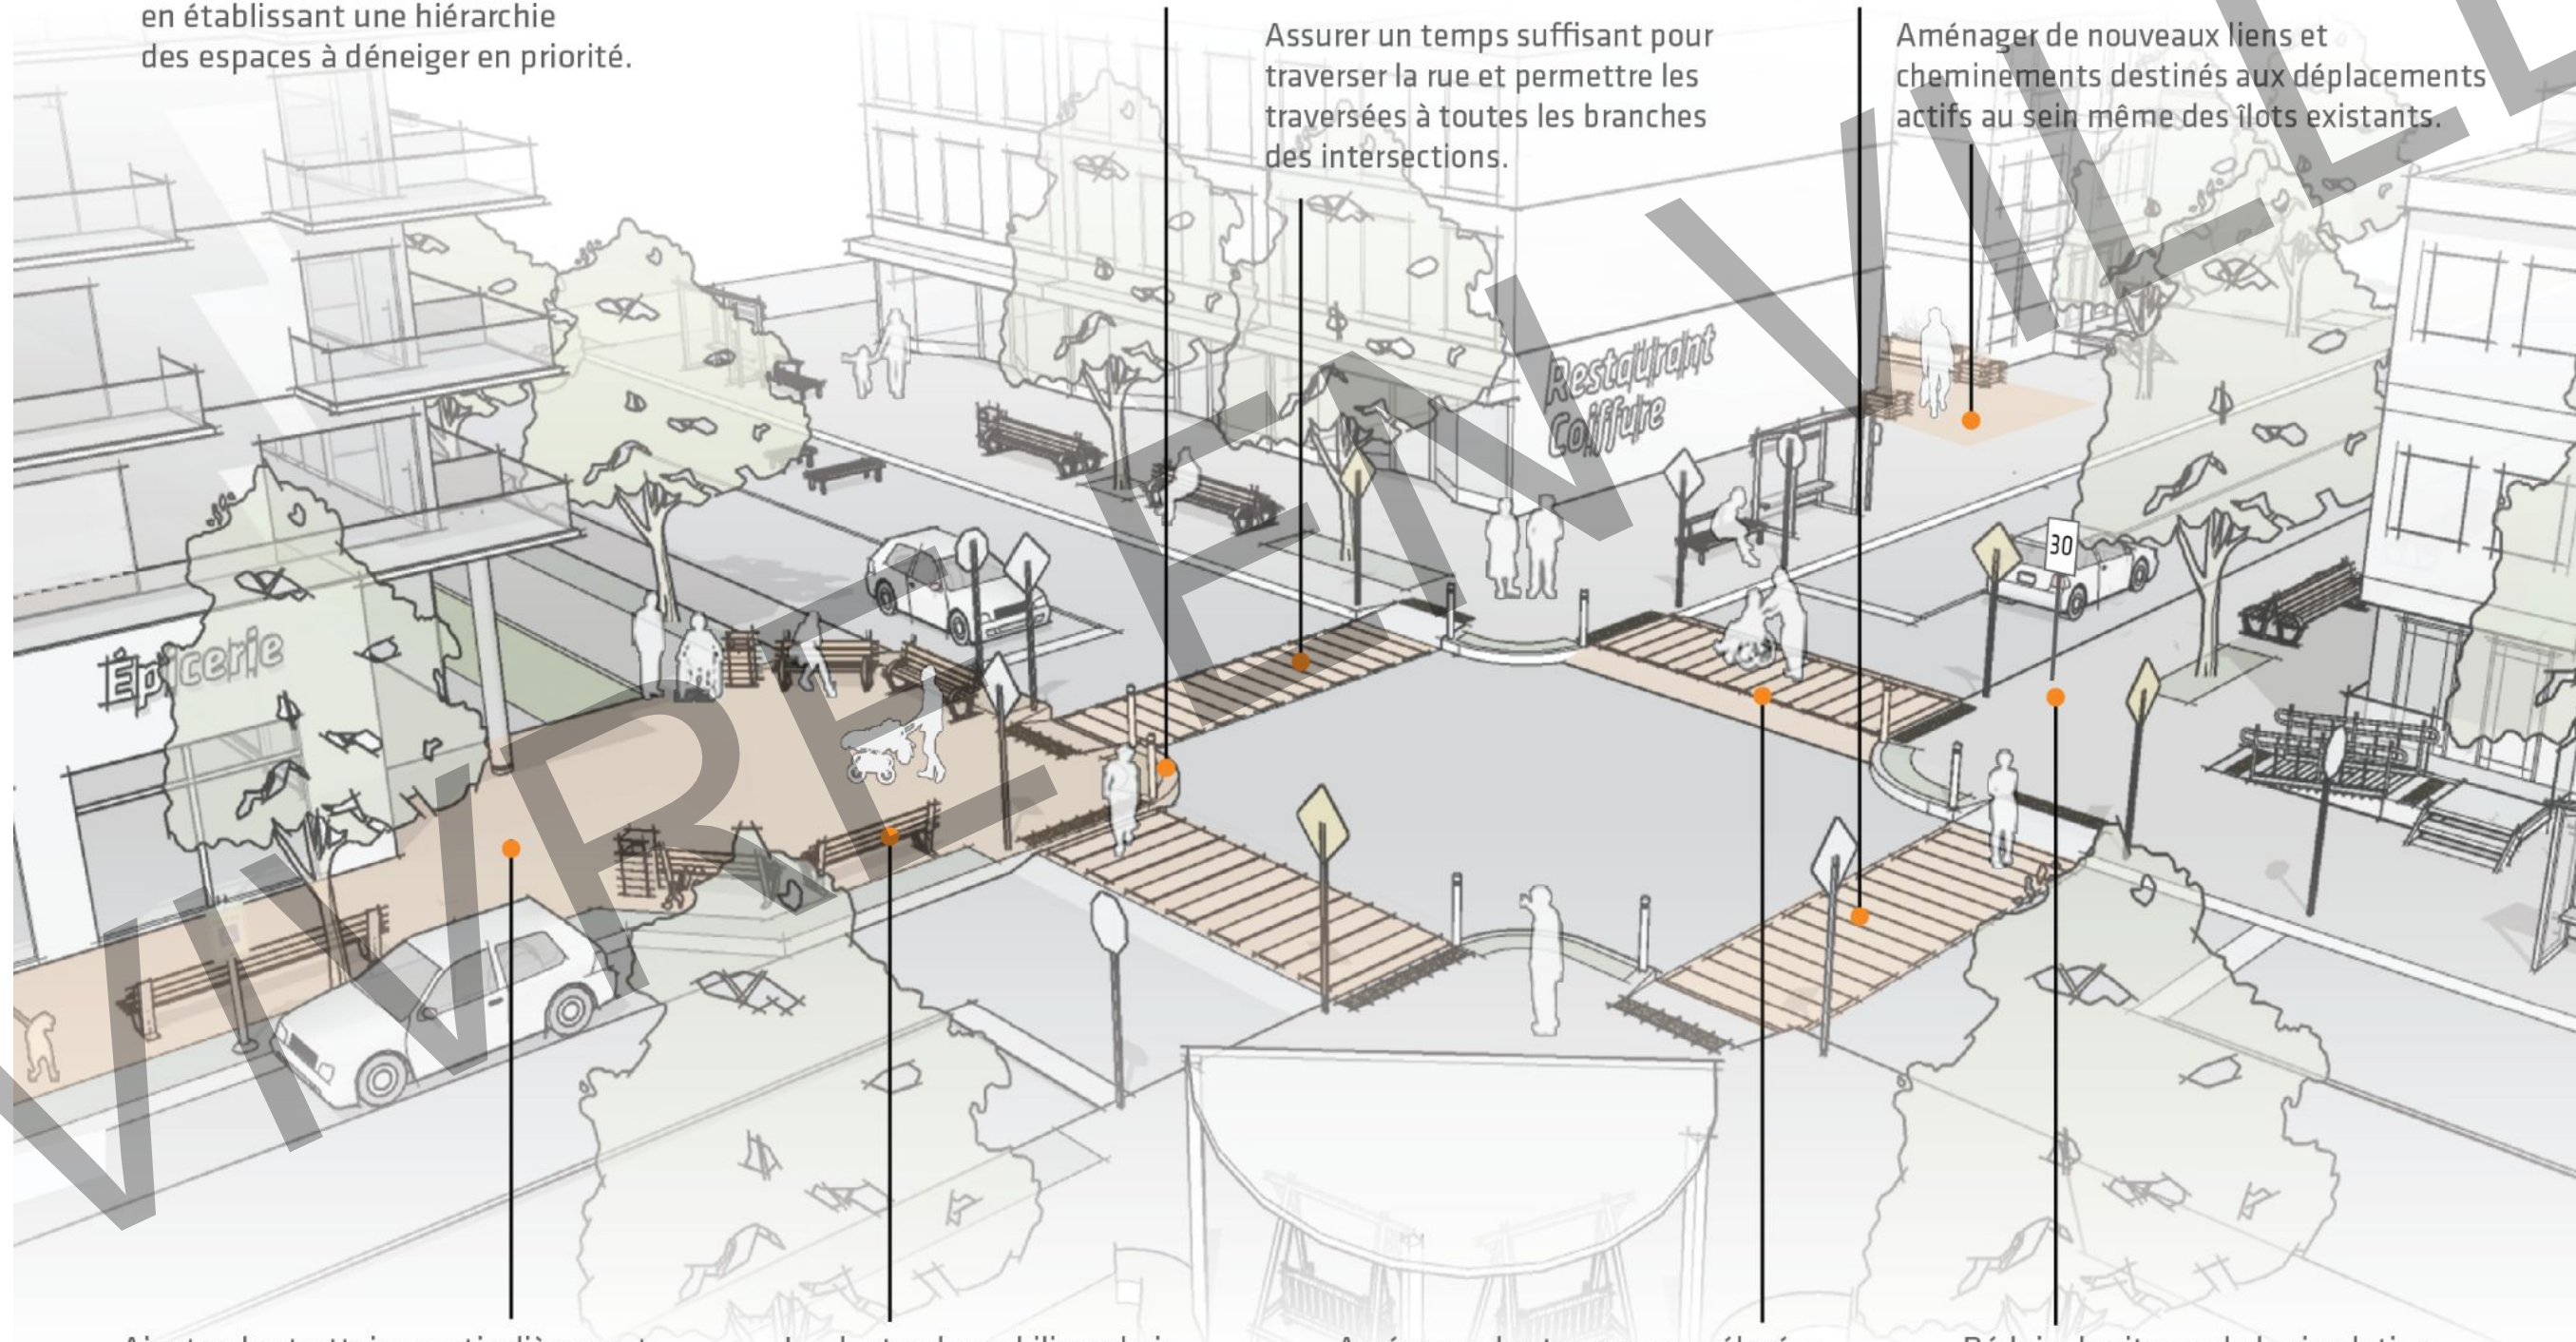 en établissant une hiérarchie
des espaces à déneiger en priorité.
Assurer un temps suffisant pour
traverser la rue et permettre les
traversées à toutes les branches
des intersections.
Aménager de nouveaux liens et
cheminements destinés aux déplacements
actifs au sein même des îlots existants.
Restaurant
Coiffure
30
Épicerie
VIVRE EN VILLE